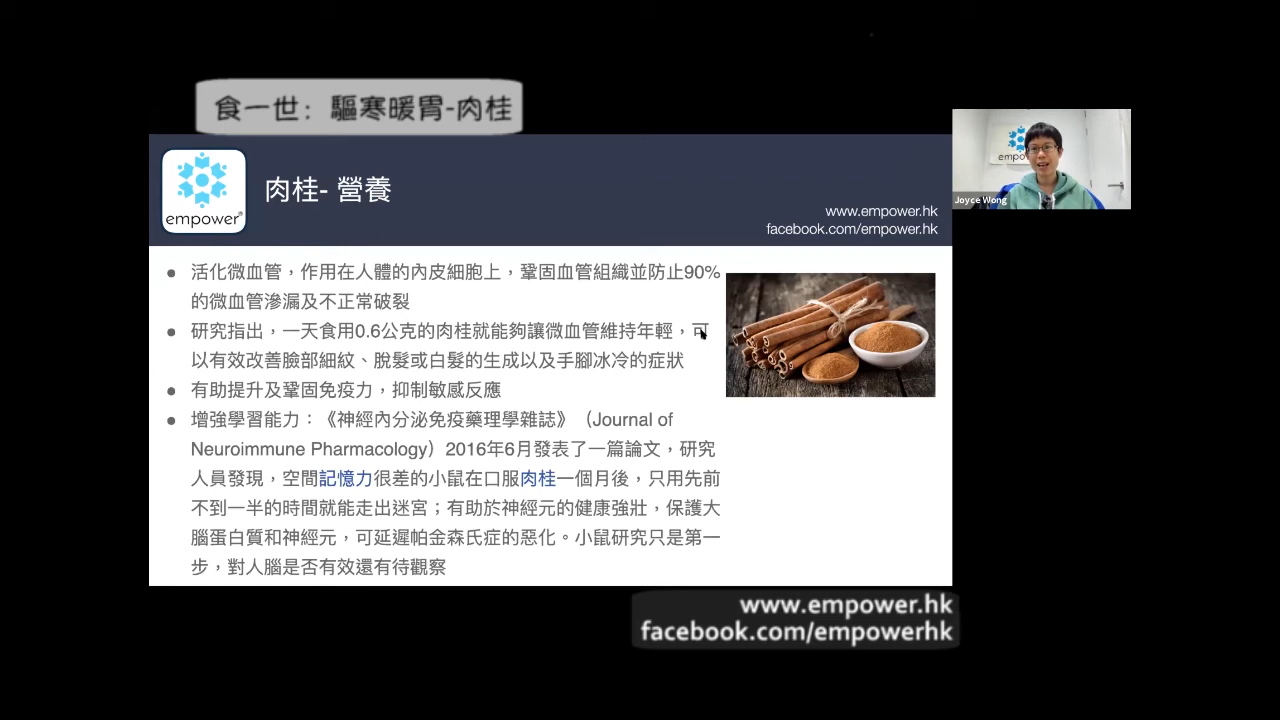 食一世：驅寒暖胃-肉桂
empower®
肉桂- 營養
www.empower.hk
facebook.com/empower.hk
empo
Joyce Wong
活化微血管，作用在人體的內皮細胞上，鞏固血管組織並防止90%
的微血管滲漏及不正常破裂
研究指出，一天食用0.6公克的肉桂就能夠讓微血管維持年輕，可
以有效改善臉部細紋、脫髮或白髮的生成以及手腳冰冷的症狀
有助提升及鞏固免疫力，抑制敏感反應
增強學習能力：《神經內分泌免疫藥理學雜誌》（Journal of
Neuroimmune Pharmacology）2016年6月發表了一篇論文，研究
人員發現，空間記憶力很差的小鼠在口服肉桂一個月後，只用先前
不到一半的時間就能走出迷宮；有助於神經元的健康強壯，保護大
腦蛋白質和神經元，可延遲帕金森氏症的惡化。小鼠研究只是第一
步，對人腦是否有效還有待觀察
www.empower.hk
facebook.com/empowerhk